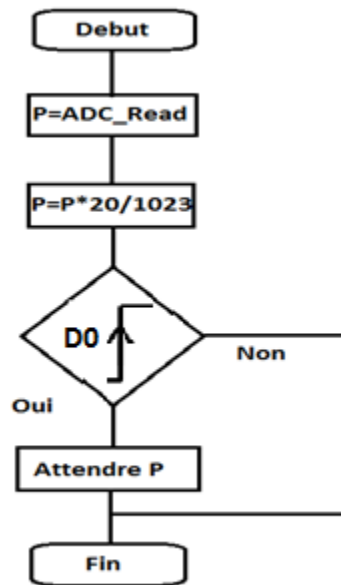 Debut
P=ADC_Read
P=P*20/1023
D0
Non
Oui
Attendre P
Fin